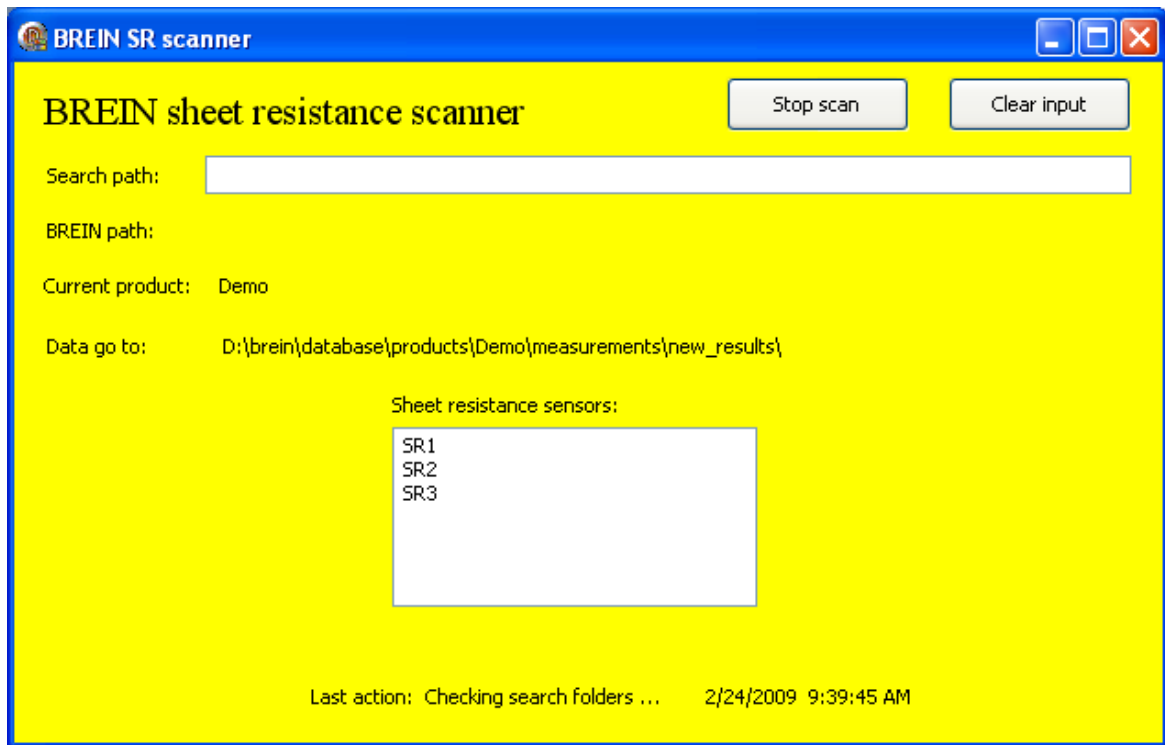 BREIN SR scanner
BREIN sheet resistance scanner
Stop scan
Clear input
Search path:
BREIN path:
Current product: Demo
Data go to: D:\brein\database\products\Demo\measurements\new_results\
Sheet resistance sensors:
SR1
SR2
SR3
Last action: Checking search folders ... 2/24/2009 9:39:45 AM